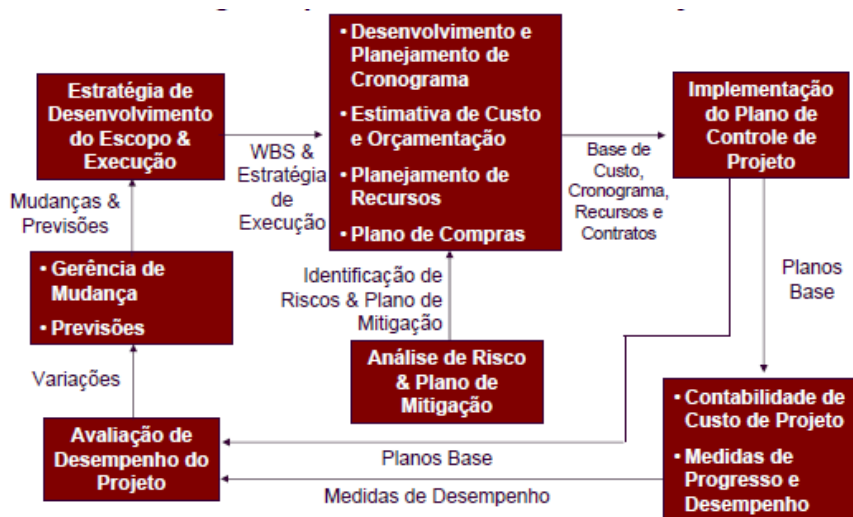 Estratégia de
Desenvolvimento
do Escopo &
Execução
WBS &
Estratégia
de
Execução
• Desenvolvimento e
Planejamento de
Cronograma
• Estimativa de Custo
e Orçamentação
• Planejamento de
Recursos
• Plano de Compras
Base de
Custo,
Cronograma,
Recursos e
Contratos
Implementação
do Plano de
Controle de
Projeto
Mudanças &
Previsões
• Gerência de
Mudança
• Previsões
Identificação de
Riscos & Plano de
Mitigação
Planos
Base
Análise de Risco
& Plano de
Mitigação
Variações
Avaliação de
Desempenho do
Projeto
Planos Base
Medidas de Desempenho
• Contabilidade de
Custo de Projeto
• Medidas de
Progresso e
Desempenho